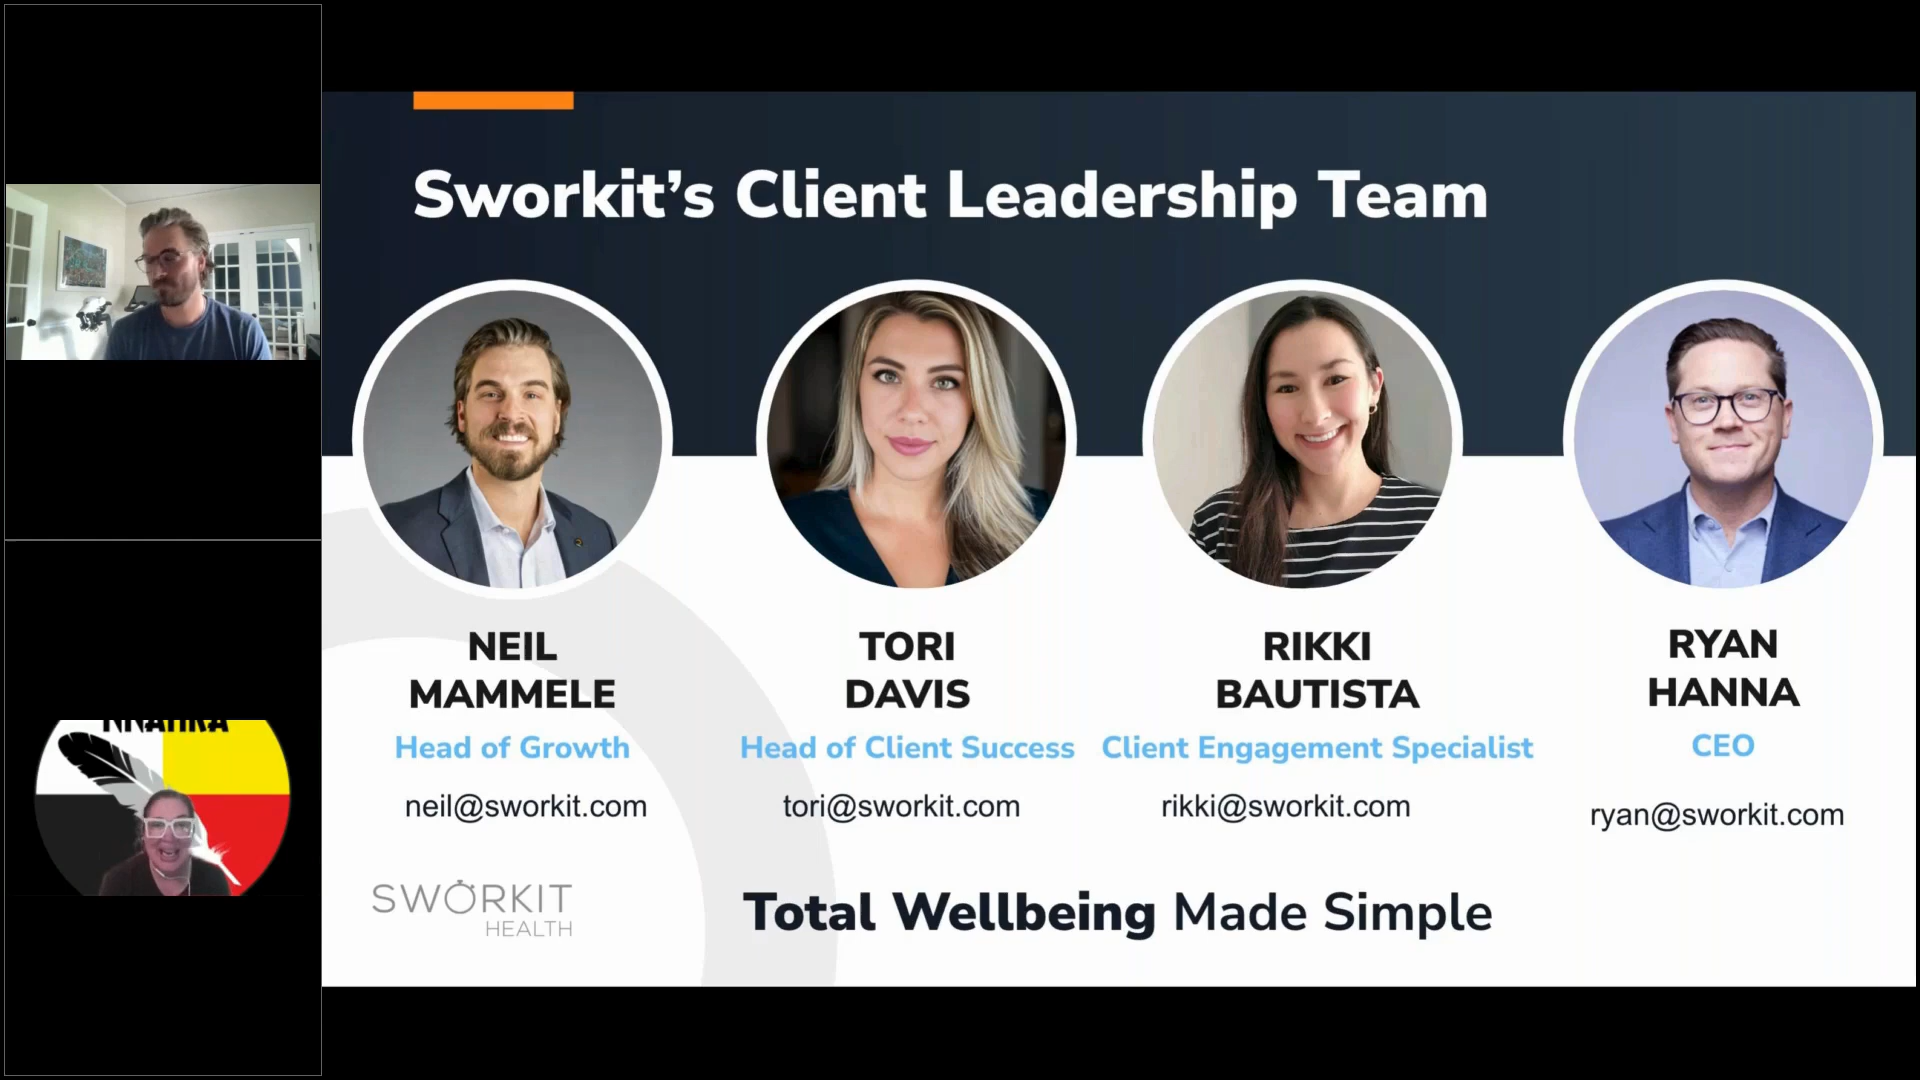 Sworkit's Client Leadership Team
NEIL
MAMMELE
Head of Growth
neil@sworkit.com
TORI
DAVIS
Head of Client Success
tori@sworkit.com
RIKKI
BAUTISTA
Client Engagement Specialist
rikki@sworkit.com
RYAN
HANNA
CEO
ryan@sworkit.com
SWORKIT
HEALTH
Total Wellbeing Made Simple